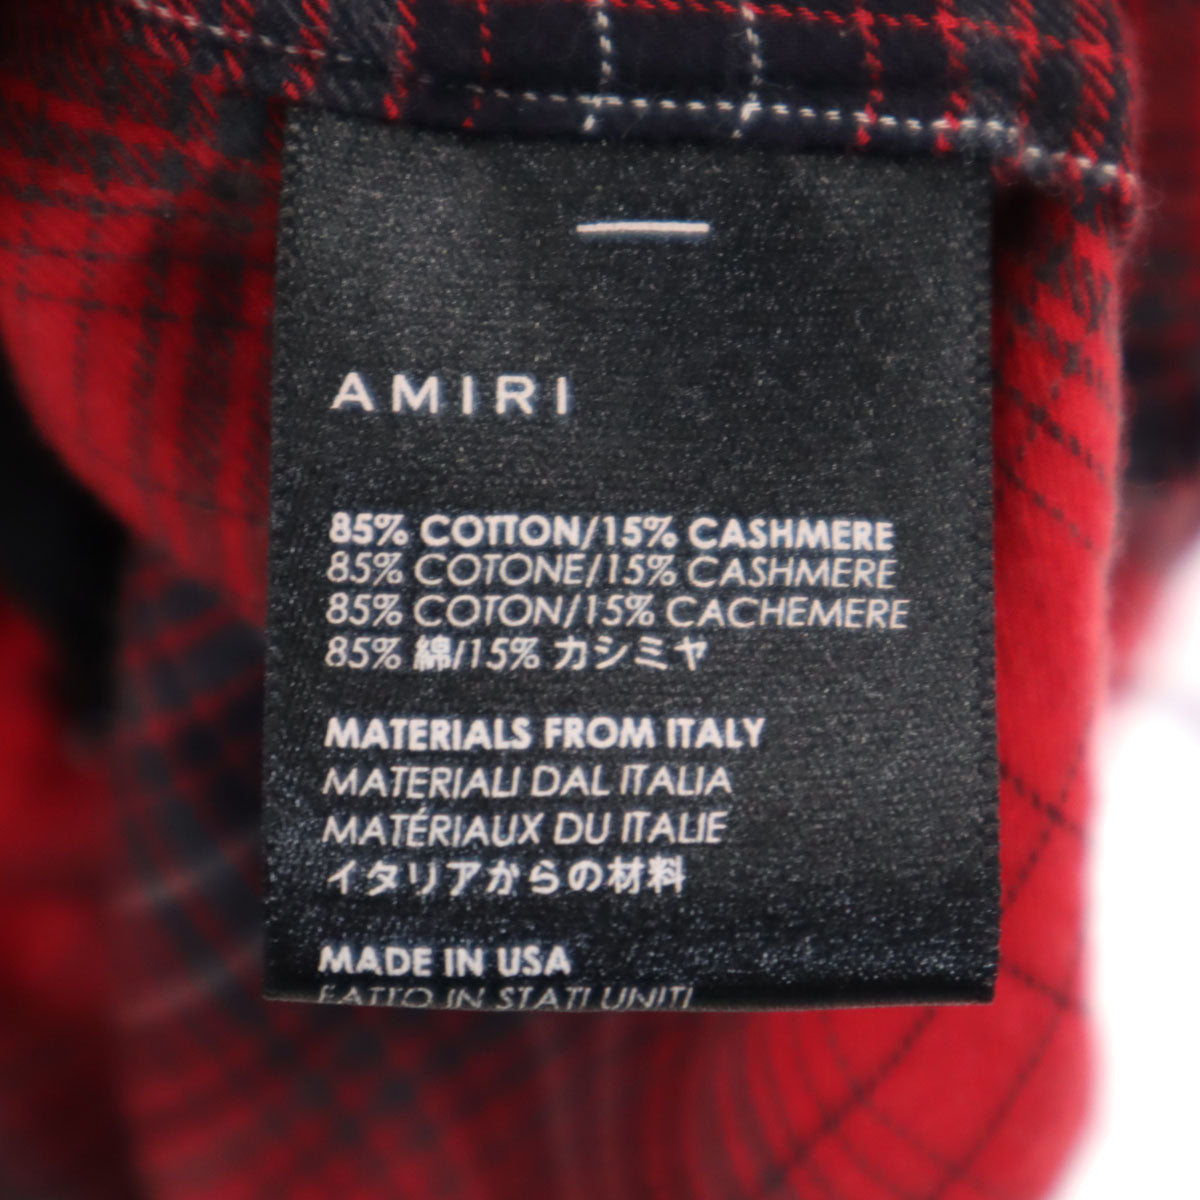 AMIRI
85% COTTON/15% CASHMERE
85% COTONE/15% CASHMERE
85% COTON/15% CACHEMERE
85% 綿/15% カシミヤ
MATERIALS FROM ITALY
MATERIALI DAL ITALIA
MATÉRIAUX DU ITALIE
イタリアからの材料
MADE IN USA
FATTO IN STATI UNITI